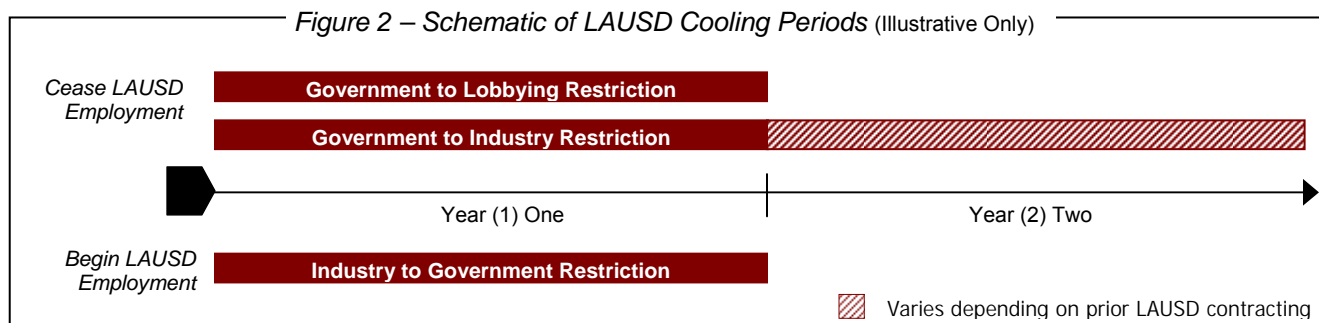 Figure 2 – Schematic of LAUSD Cooling Periods (Illustrative Only)
Cease LAUSD
Employment
Government to Lobbying Restriction
Government to Industry Restriction
Year (1) One
Year (2) Two
Begin LAUSD
Employment
Industry to Government Restriction
Varies depending on prior LAUSD contracting